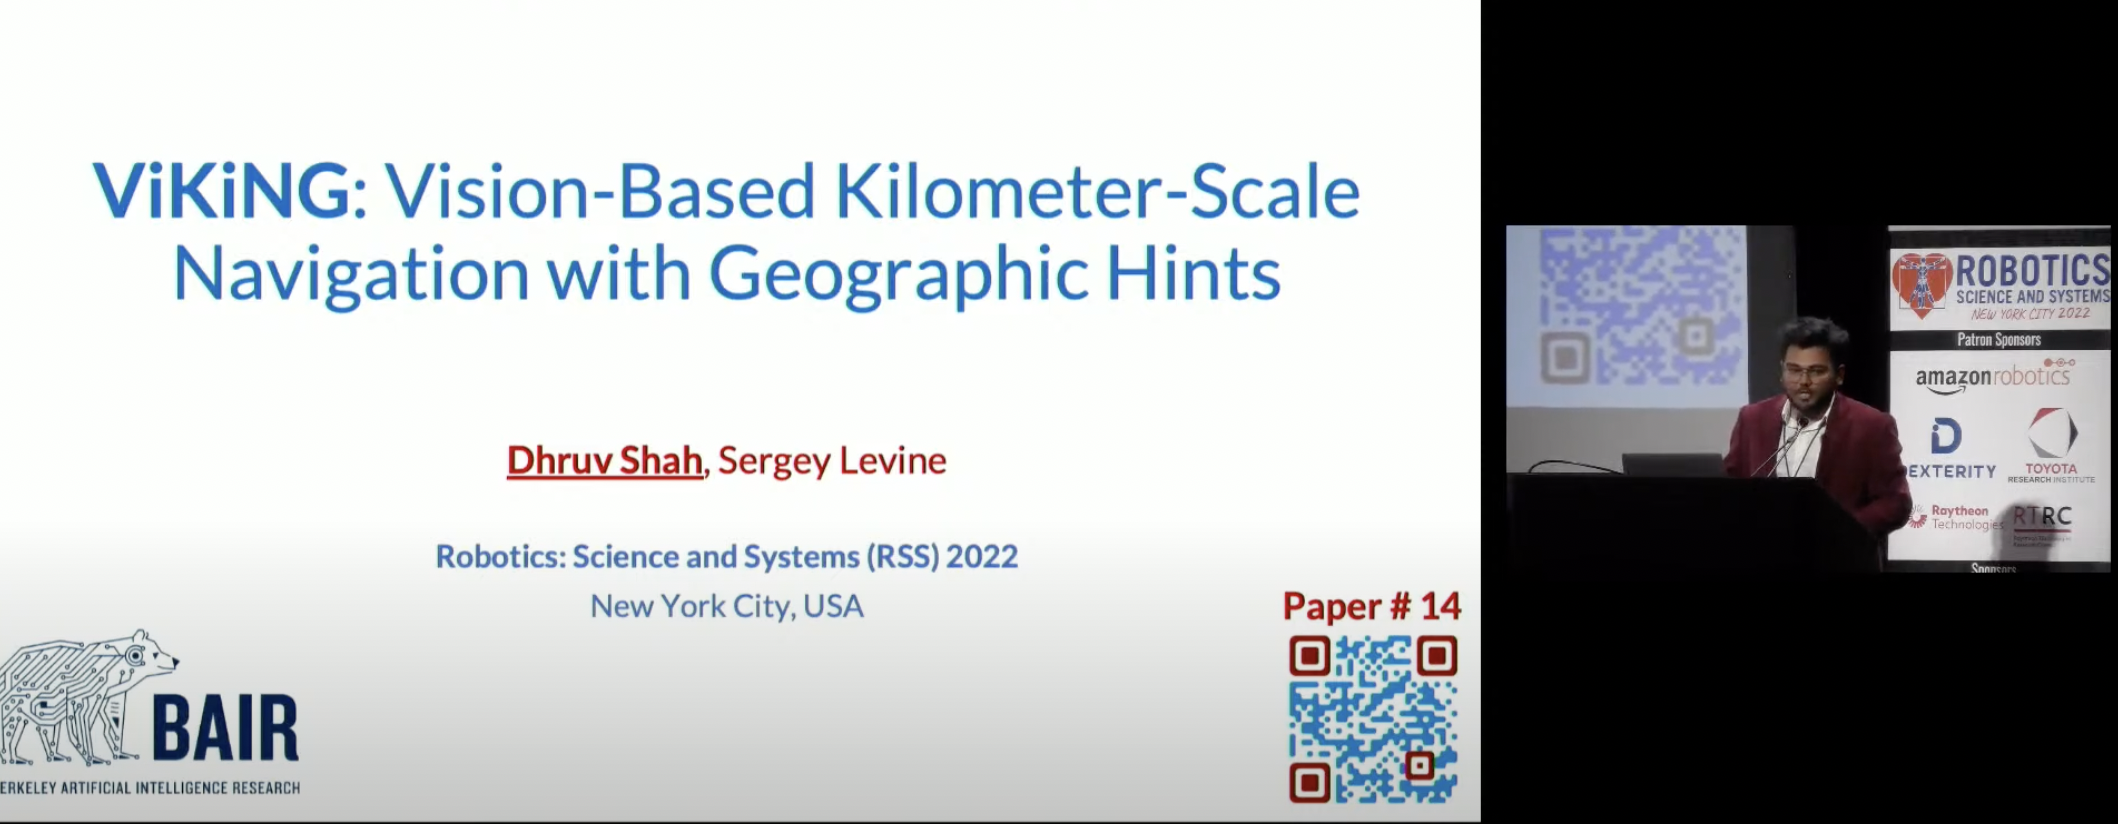 ViKiNG: Vision-Based Kilometer-Scale
Navigation with Geographic Hints
Dhruv Shah, Sergey Levine
Robotics: Science and Systems (RSS) 2022
New York City, USA
Paper # 14
BAIR
ERKELEY ARTIFICIAL INTELLIGENCE RESEARCH
ROBOTICS
SCIENCE AND SYSTEMS
NEW YORK CITY 2022
Patron Sponsors
amazon robotics
D
EXTERITY
TOYOTA
RESEARCH INSTITUTE
Raytheon
Technologies
RTRC
Sponsors